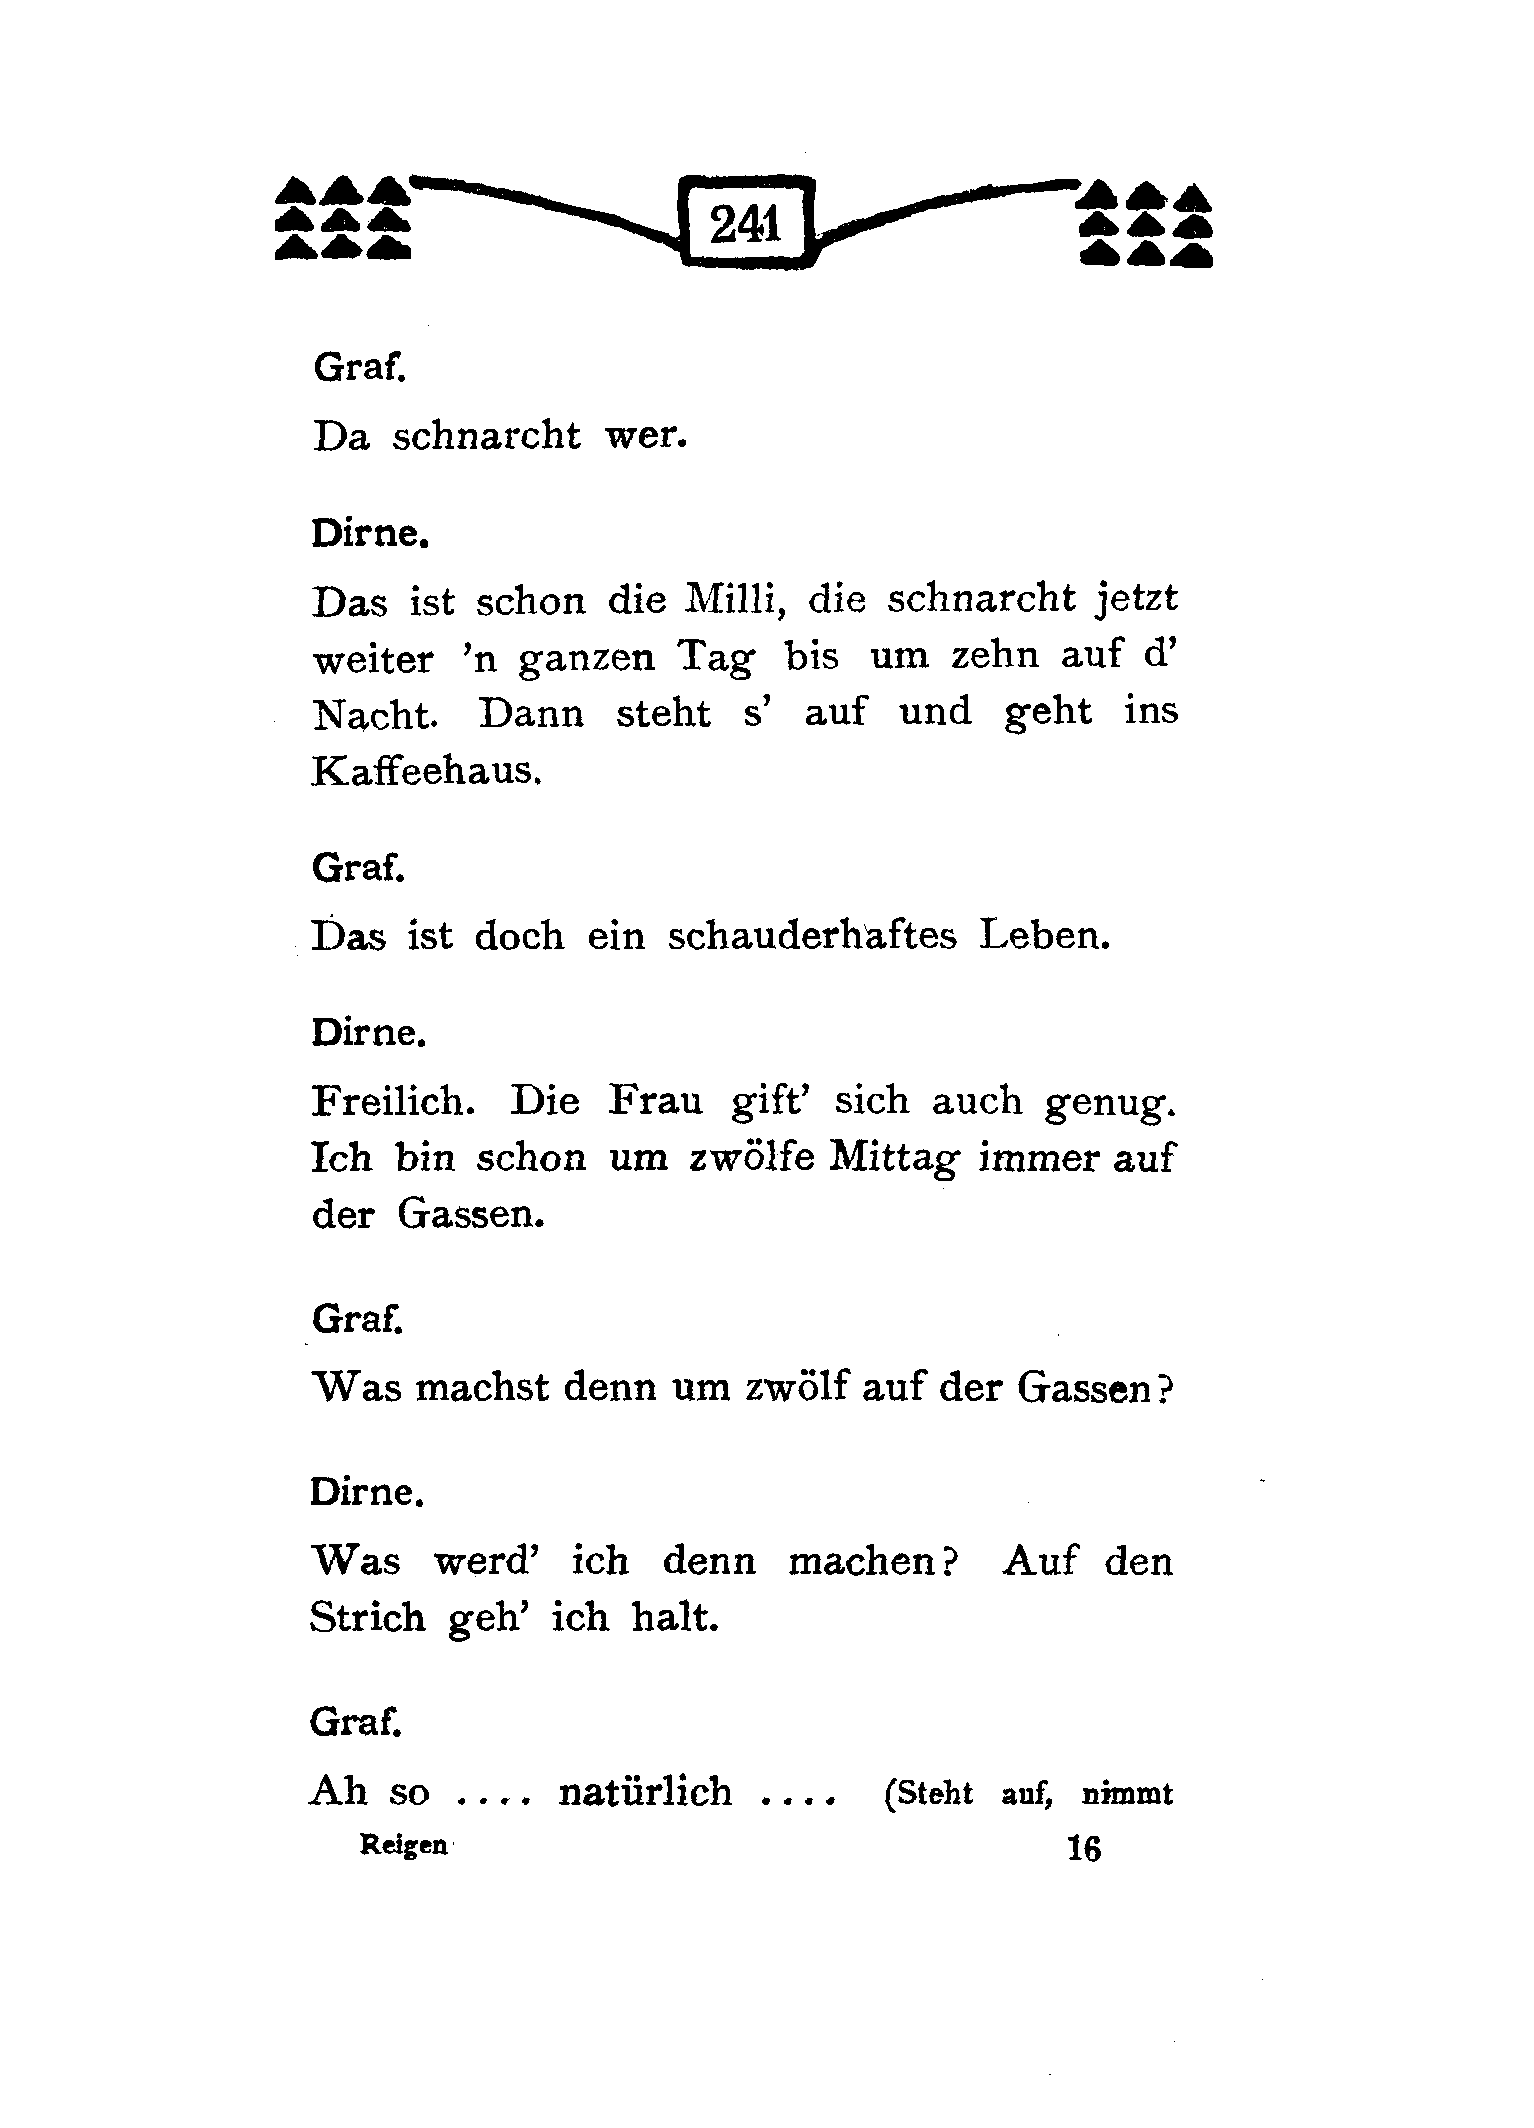 241
Graf.
Da schnarcht wer.
Dirne.
Das ist schon die Milli, die schnarcht jetzt
weiter ’n ganzen Tag bis um zehn auf d’
Nacht. Dann steht s’ auf und geht ins
Kaffeehaus.
Graf.
Das ist doch ein schauderhaftes Leben.
Dirne.
Freilich. Die Frau gift’ sich auch genug.
Ich bin schon um zwölfe Mittag immer auf
der Gassen.
Graf.
Was machst denn um zwölf auf der Gassen?
Dirne.
Was werd’ ich denn machen? Auf den
Strich geh’ ich halt.
Graf.
Ah so .... natürlich .... (Steht auf, nimmt
Reigen 16